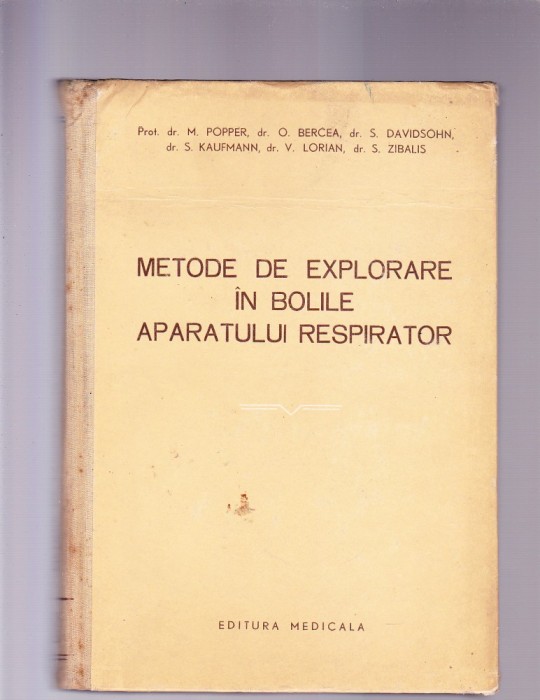 Prof. dr. M. POPPER, dr. O. BERCEA, dr. S. DAVIDSOHN,
dr. S. KAUFMANN, dr. V. LORIAN, dr. S. ZIBALIS
METODE DE EXPLORARE
ÎN BOLILE
APARATULUI RESPIRATOR
EDITURA MEDICALA